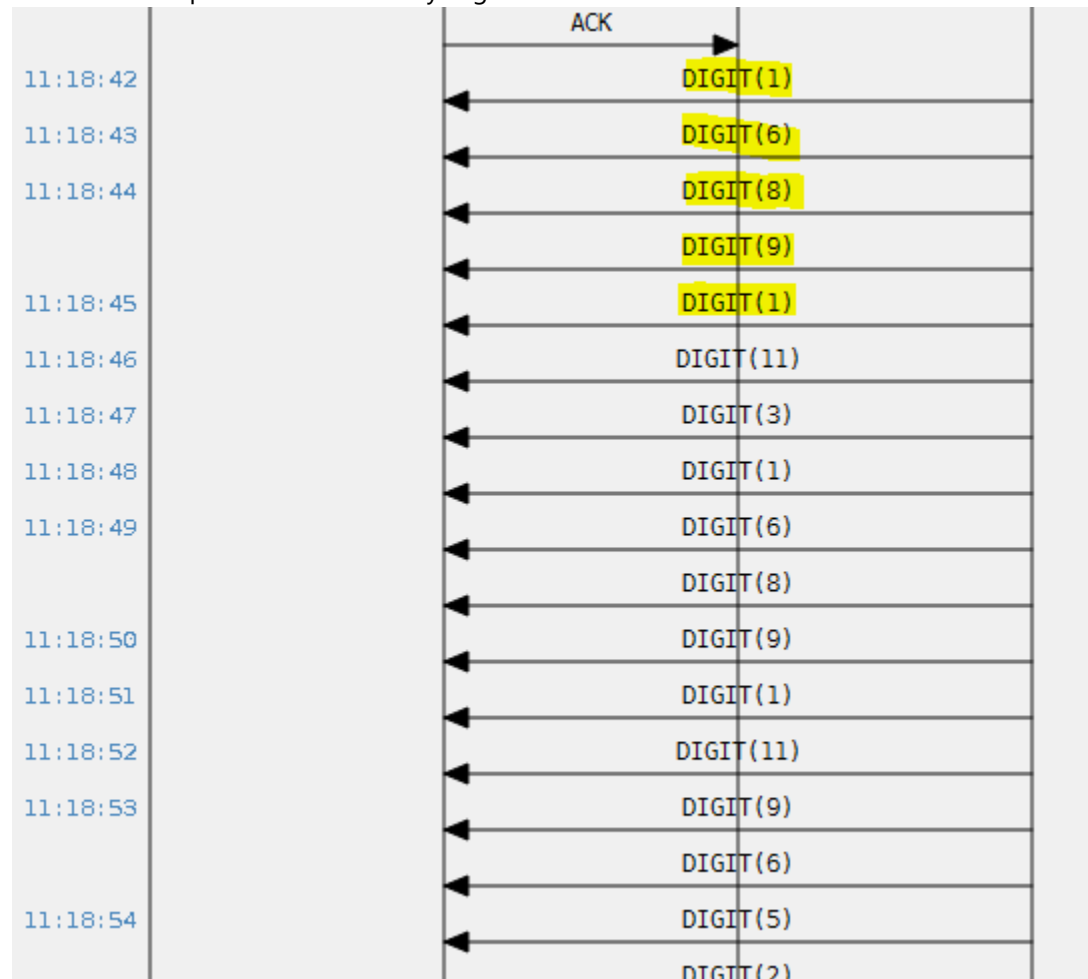 ACK
11:18:42 DIGIT(1)
11:18:43 DIGIT(6)
11:18:44 DIGIT(8)
DIGIT(9)
11:18:45 DIGIT(1)
11:18:46 DIGIT(11)
11:18:47 DIGIT(3)
11:18:48 DIGIT(1)
11:18:49 DIGIT(6)
DIGIT(8)
11:18:50 DIGIT(9)
11:18:51 DIGIT(1)
11:18:52 DIGIT(11)
11:18:53 DIGIT(9)
DIGIT(6)
11:18:54 DIGIT(5)
DIGIT(2)